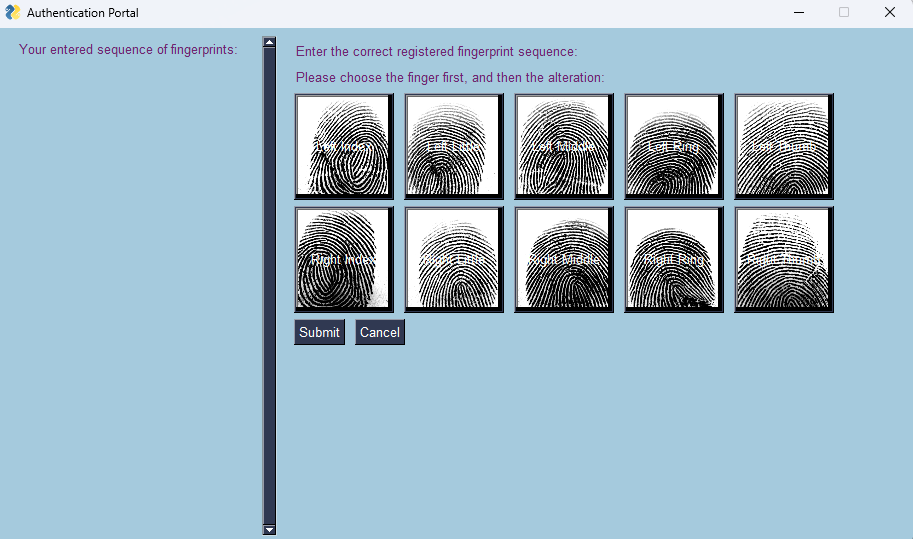 Authentication Portal
Your entered sequence of fingerprints:
Enter the correct registered fingerprint sequence:
Please choose the finger first, and then the alteration:
Left Index Left Little Left Middle Left Ring Left Thumb
Right Index Right Little Right Middle Right Ring Right Thumb
Submit Cancel